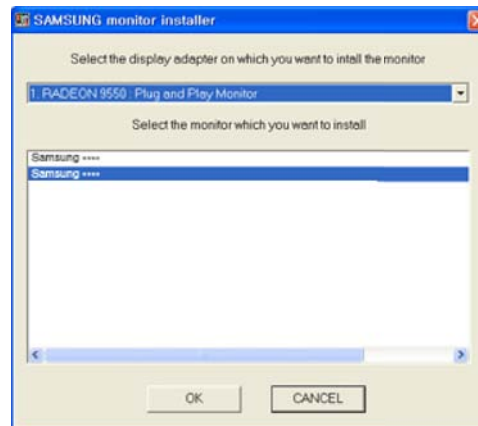 SAMSUNG monitor installer
Select the display adapter on which you want to intall the monitor
1. RADEON 9550 : Plug and Play Monitor
Select the monitor which you want to install
Samsung ••••
Samsung ••••
OK
CANCEL